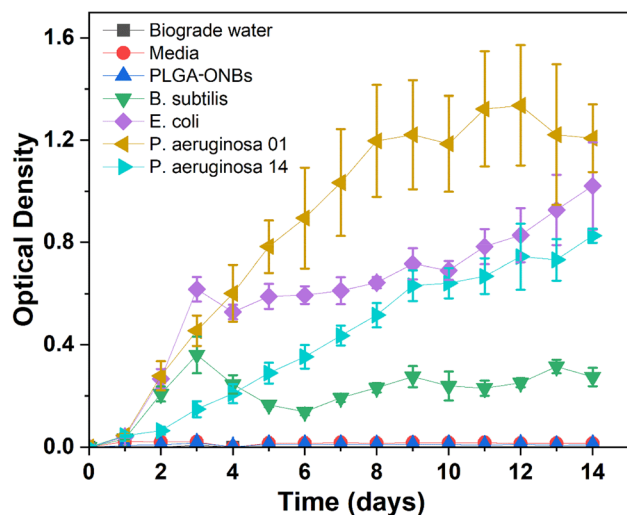 1.6
1.2
0.8
0.4
0.0
Optical Density
Biograde water
Media
PLGA-ONBs
B. subtilis
E. coli
P. aeruginosa 01
P. aeruginosa 14
0 2 4 6 8 10 12 14
Time (days)